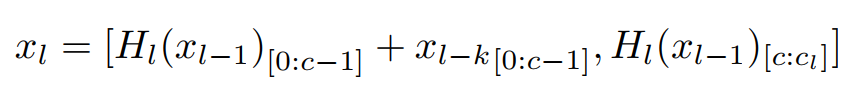 $x_l = [H_l(x_{l-1})_{[0:c-1]} + x_{l-k[0:c-1]}, H_l(x_{l-1})_{[c:c_l]}]$